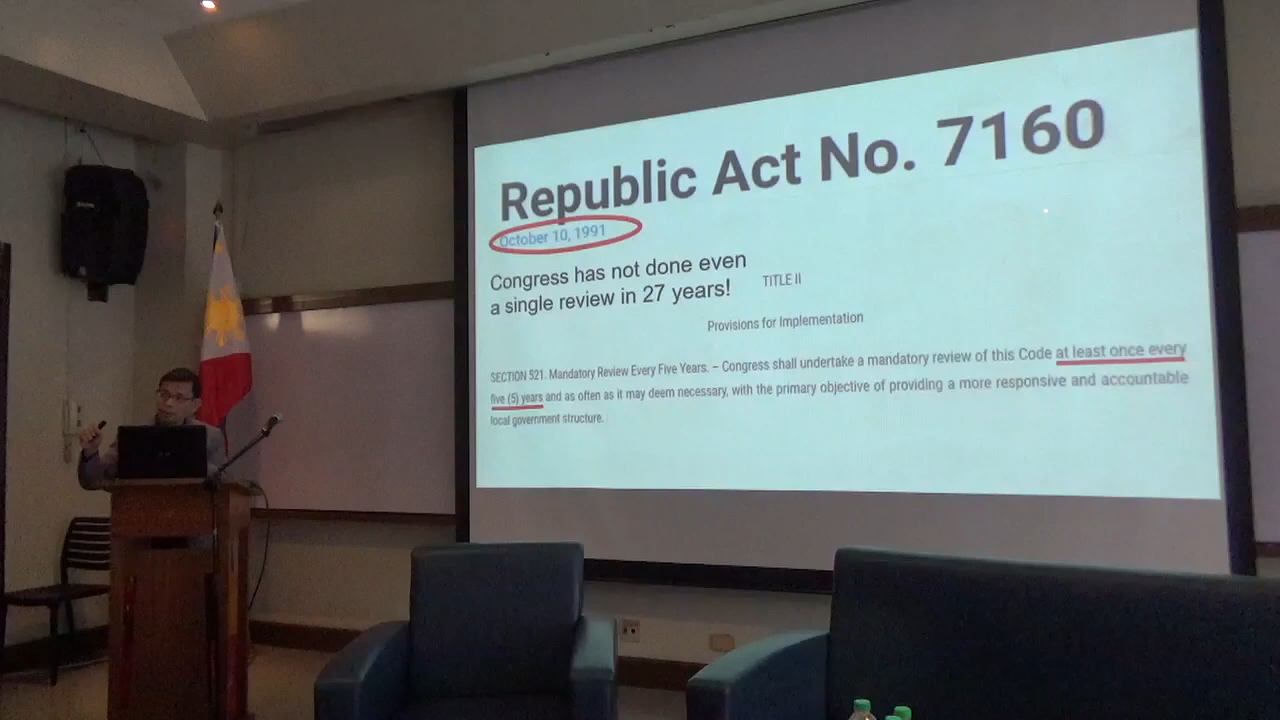 Republic Act No. 7160
October 10, 1991
Congress has not done even
a single review in 27 years!
TITLE II
Provisions for Implementation
SECTION 521. Mandatory Review Every Five Years. – Congress shall undertake a mandatory review of this Code at least once every
five (5) years and as often as it may deem necessary, with the primary objective of providing a more responsive and accountable
local government structure.